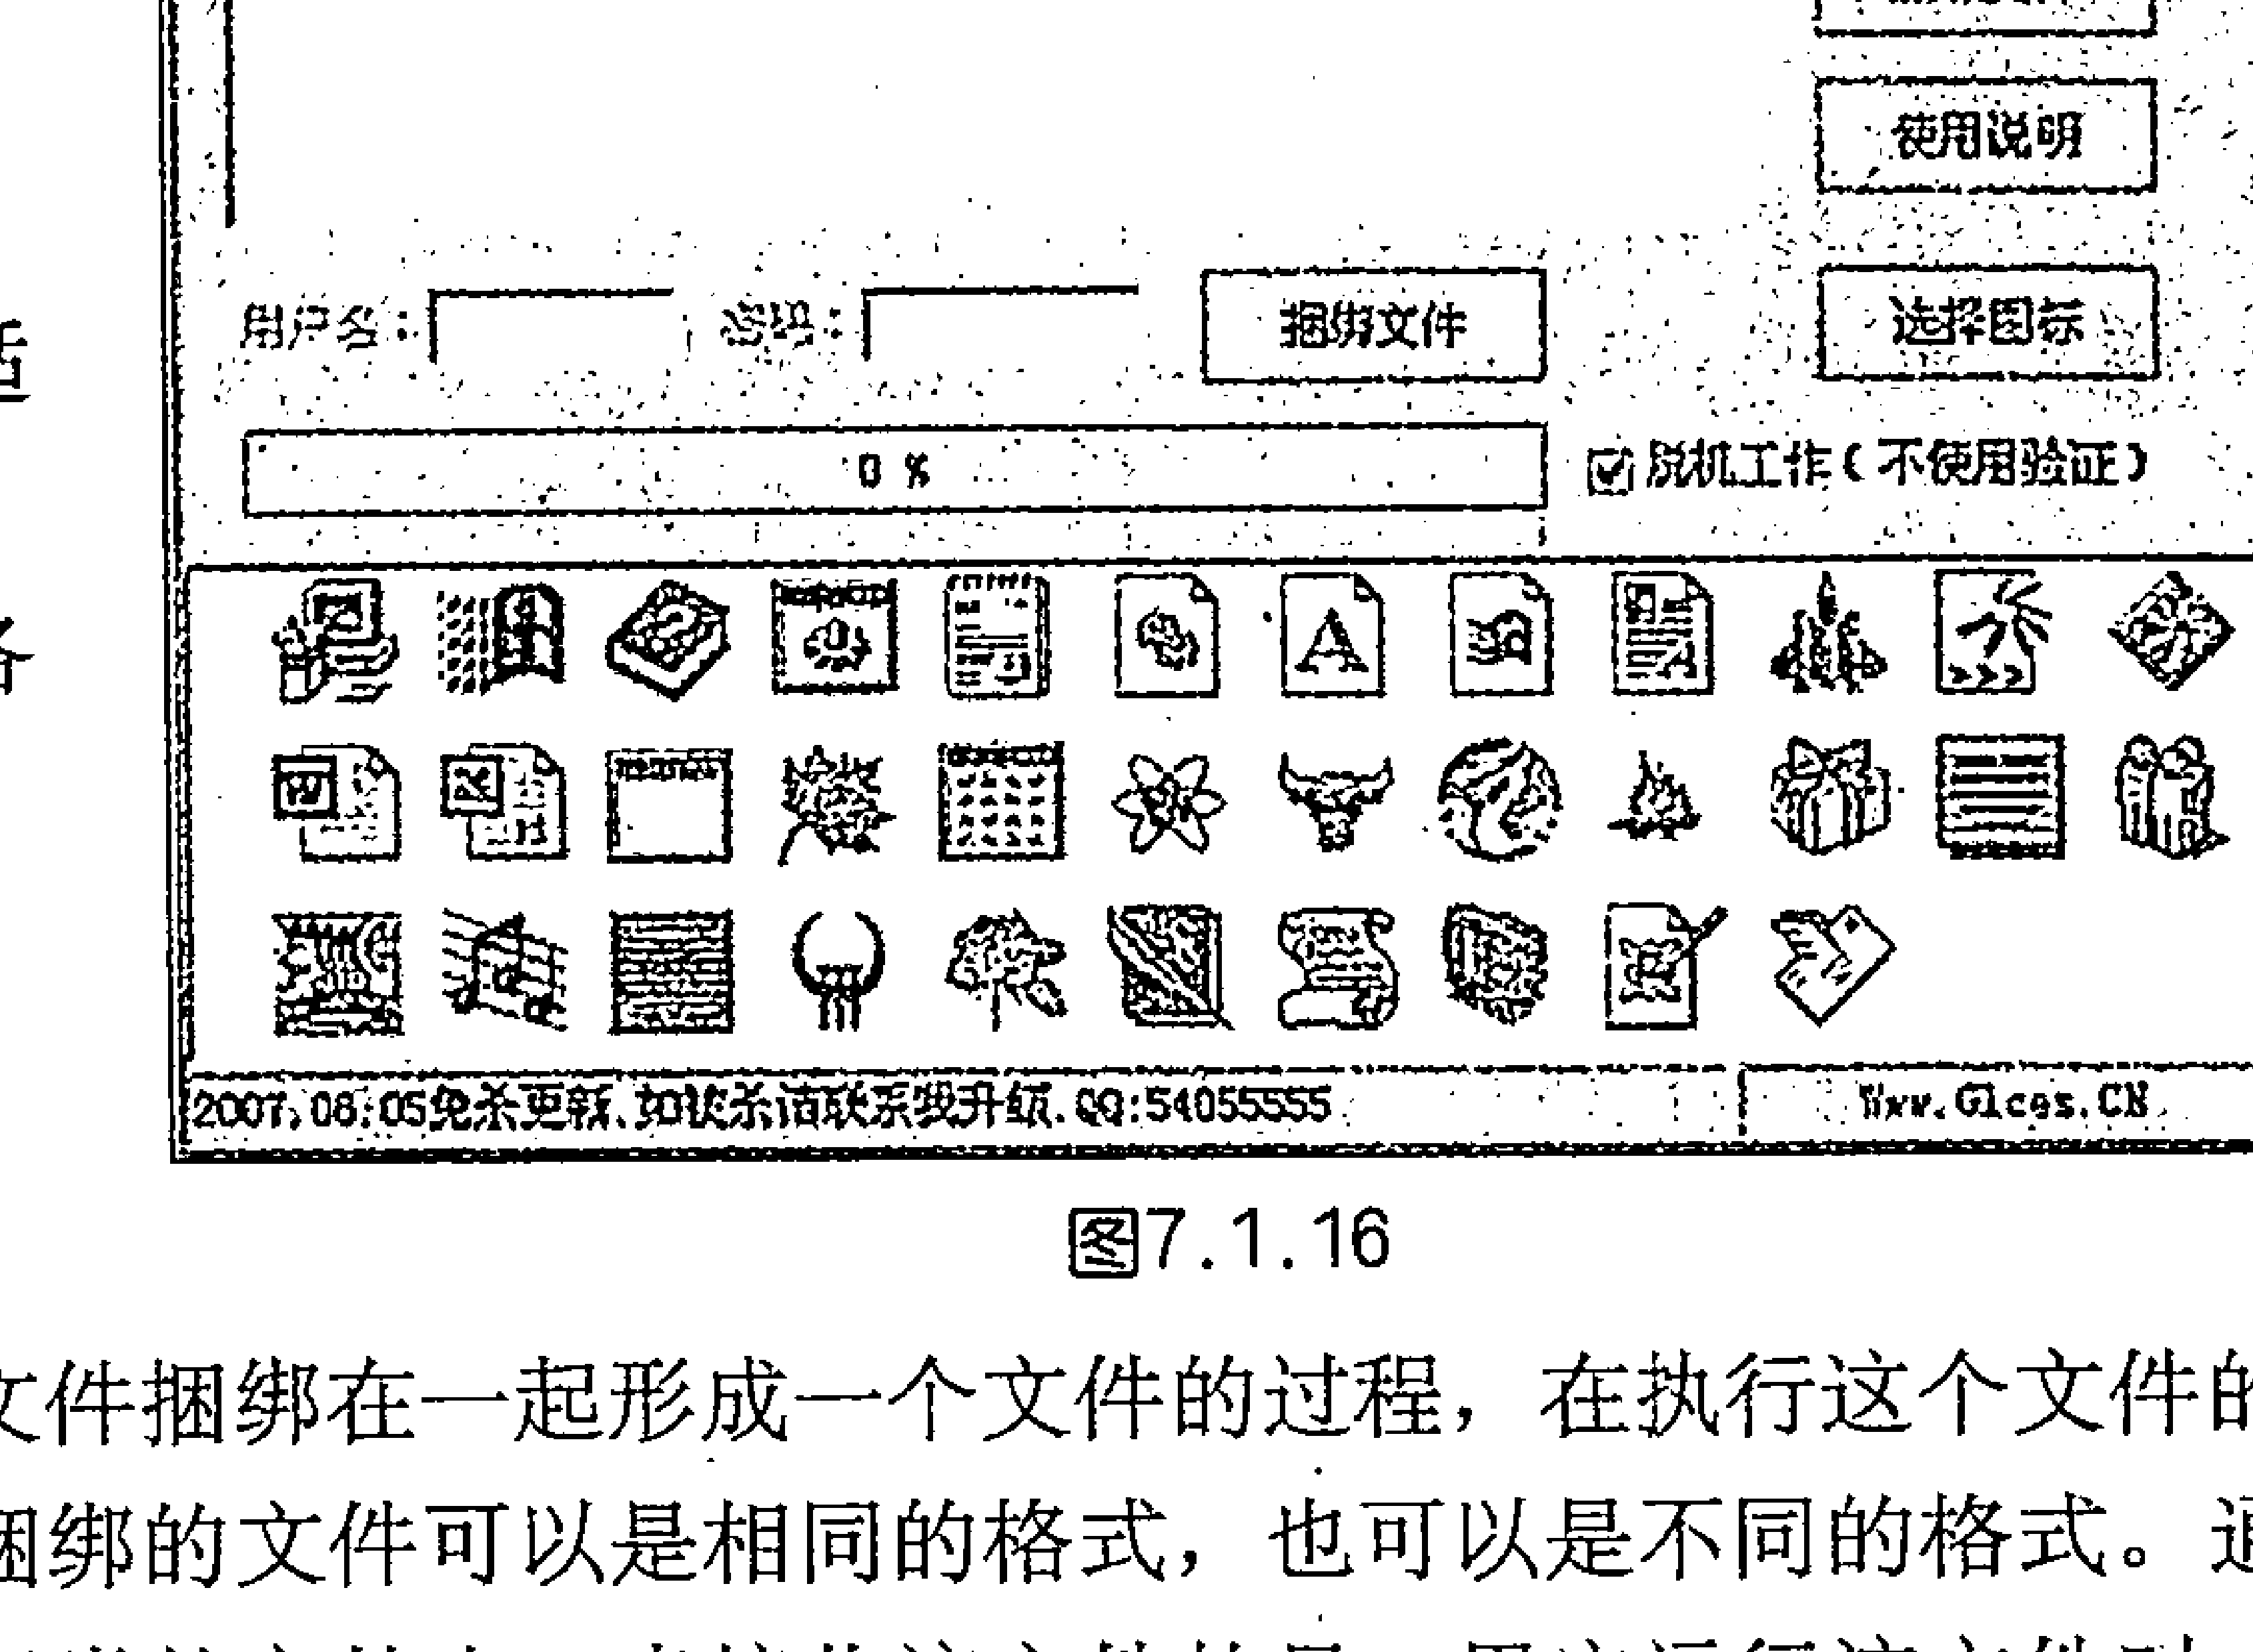 使用说明
用户名: 密码: 捆绑文件 选择图标
0 % 脱机工作(不使用验证)
2007.08.05免杀更新.如被杀请联系我升级.QQ:54055555 Www.Glces.CN
图7.1.16
文件捆绑在一起形成一个文件的过程，在执行这个文件的
捆绑的文件可以是相同的格式，也可以是不同的格式。通